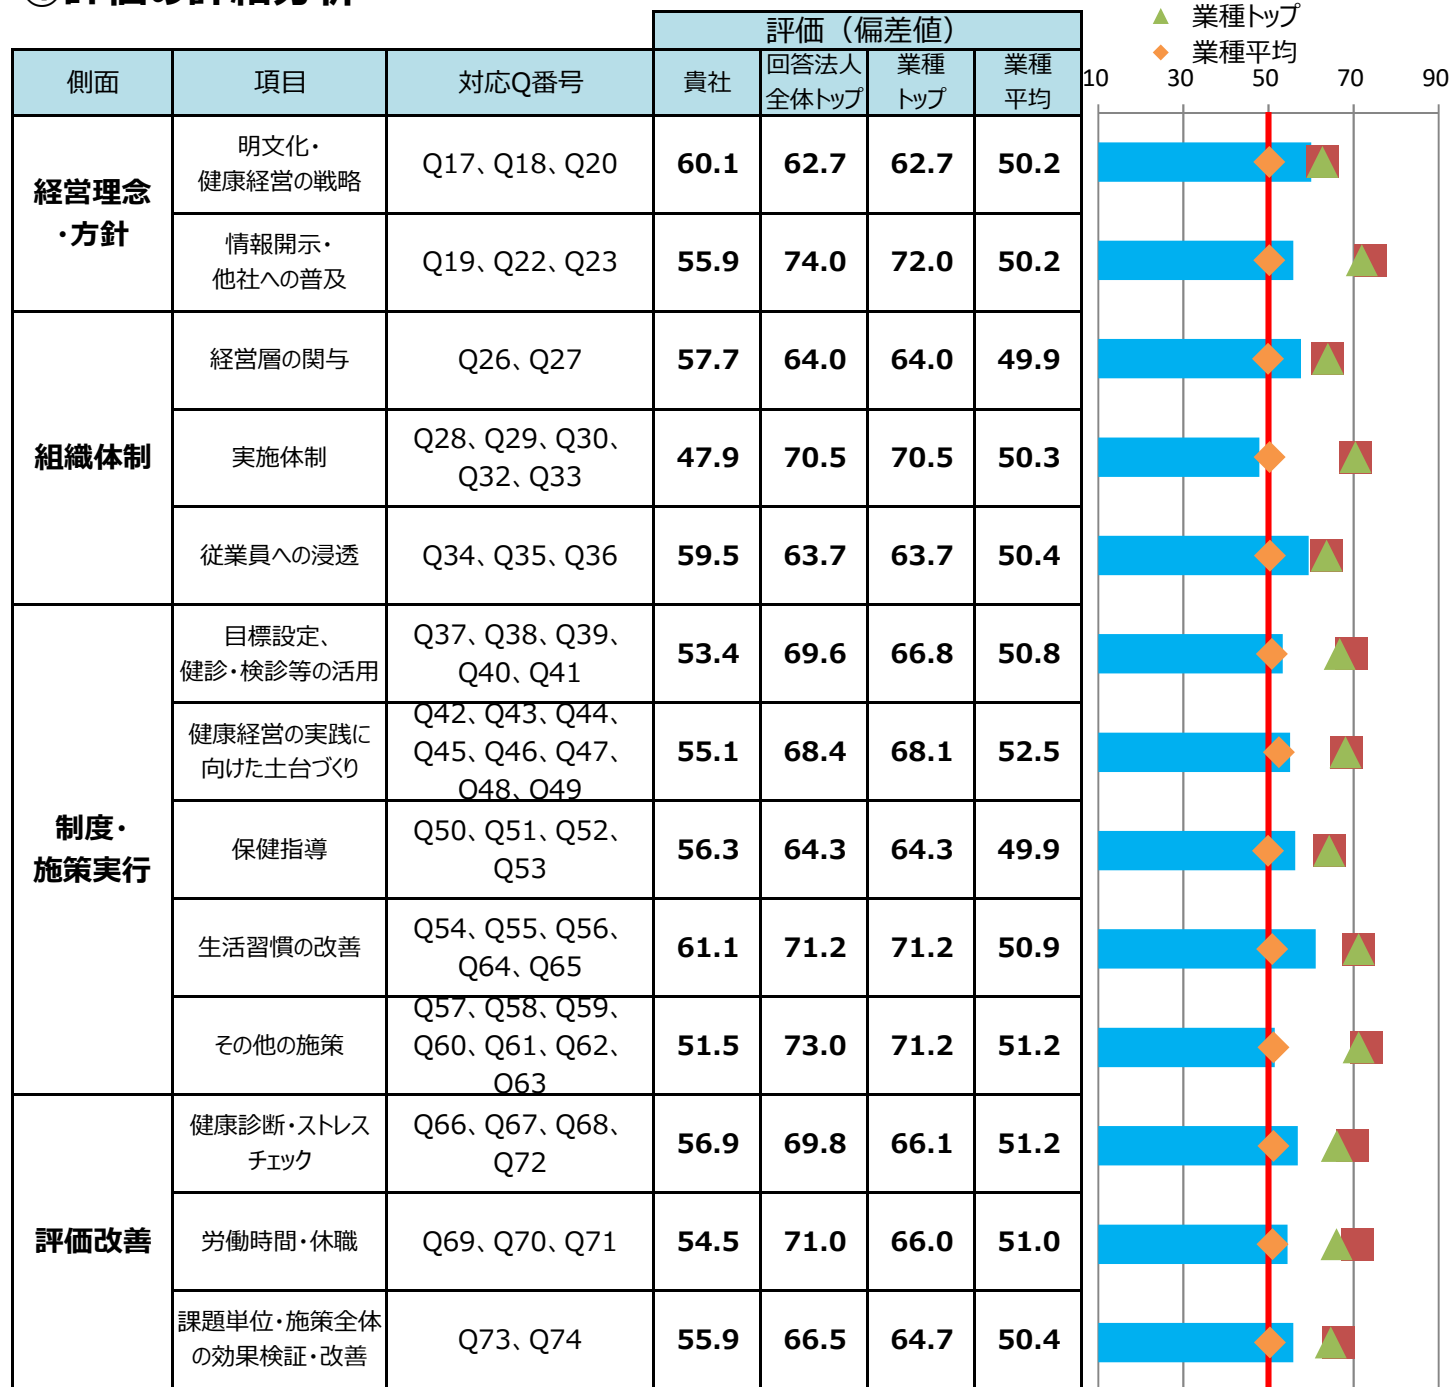 ▲ 業種トップ
◆ 業種平均
評価（偏差値）
側面 項目 対応Q番号 貴社 回答法人全体トップ 業種トップ 業種平均 10 30 50 70 90
経営理念・方針
明文化・健康経営の戦略 Q17、Q18、Q20 60.1 62.7 62.7 50.2
情報開示・他社への普及 Q19、Q22、Q23 55.9 74.0 72.0 50.2
組織体制
経営層の関与 Q26、Q27 57.7 64.0 64.0 49.9
実施体制 Q28、Q29、Q30、Q32、Q33 47.9 70.5 70.5 50.3
従業員への浸透 Q34、Q35、Q36 59.5 63.7 63.7 50.4
制度・施策実行
目標設定、健診・検診等の活用 Q37、Q38、Q39、Q40、Q41 53.4 69.6 66.8 50.8
健康経営の実践に向けた土台づくり Q42、Q43、Q44、Q45、Q46、Q47、Q48、Q49 55.1 68.4 68.1 52.5
保健指導 Q50、Q51、Q52、Q53 56.3 64.3 64.3 49.9
生活習慣の改善 Q54、Q55、Q56、Q64、Q65 61.1 71.2 71.2 50.9
その他の施策 Q57、Q58、Q59、Q60、Q61、Q62、Q63 51.5 73.0 71.2 51.2
評価改善
健康診断・ストレスチェック Q66、Q67、Q68、Q72 56.9 69.8 66.1 51.2
労働時間・休職 Q69、Q70、Q71 54.5 71.0 66.0 51.0
課題単位・施策全体の効果検証・改善 Q73、Q74 55.9 66.5 64.7 50.4